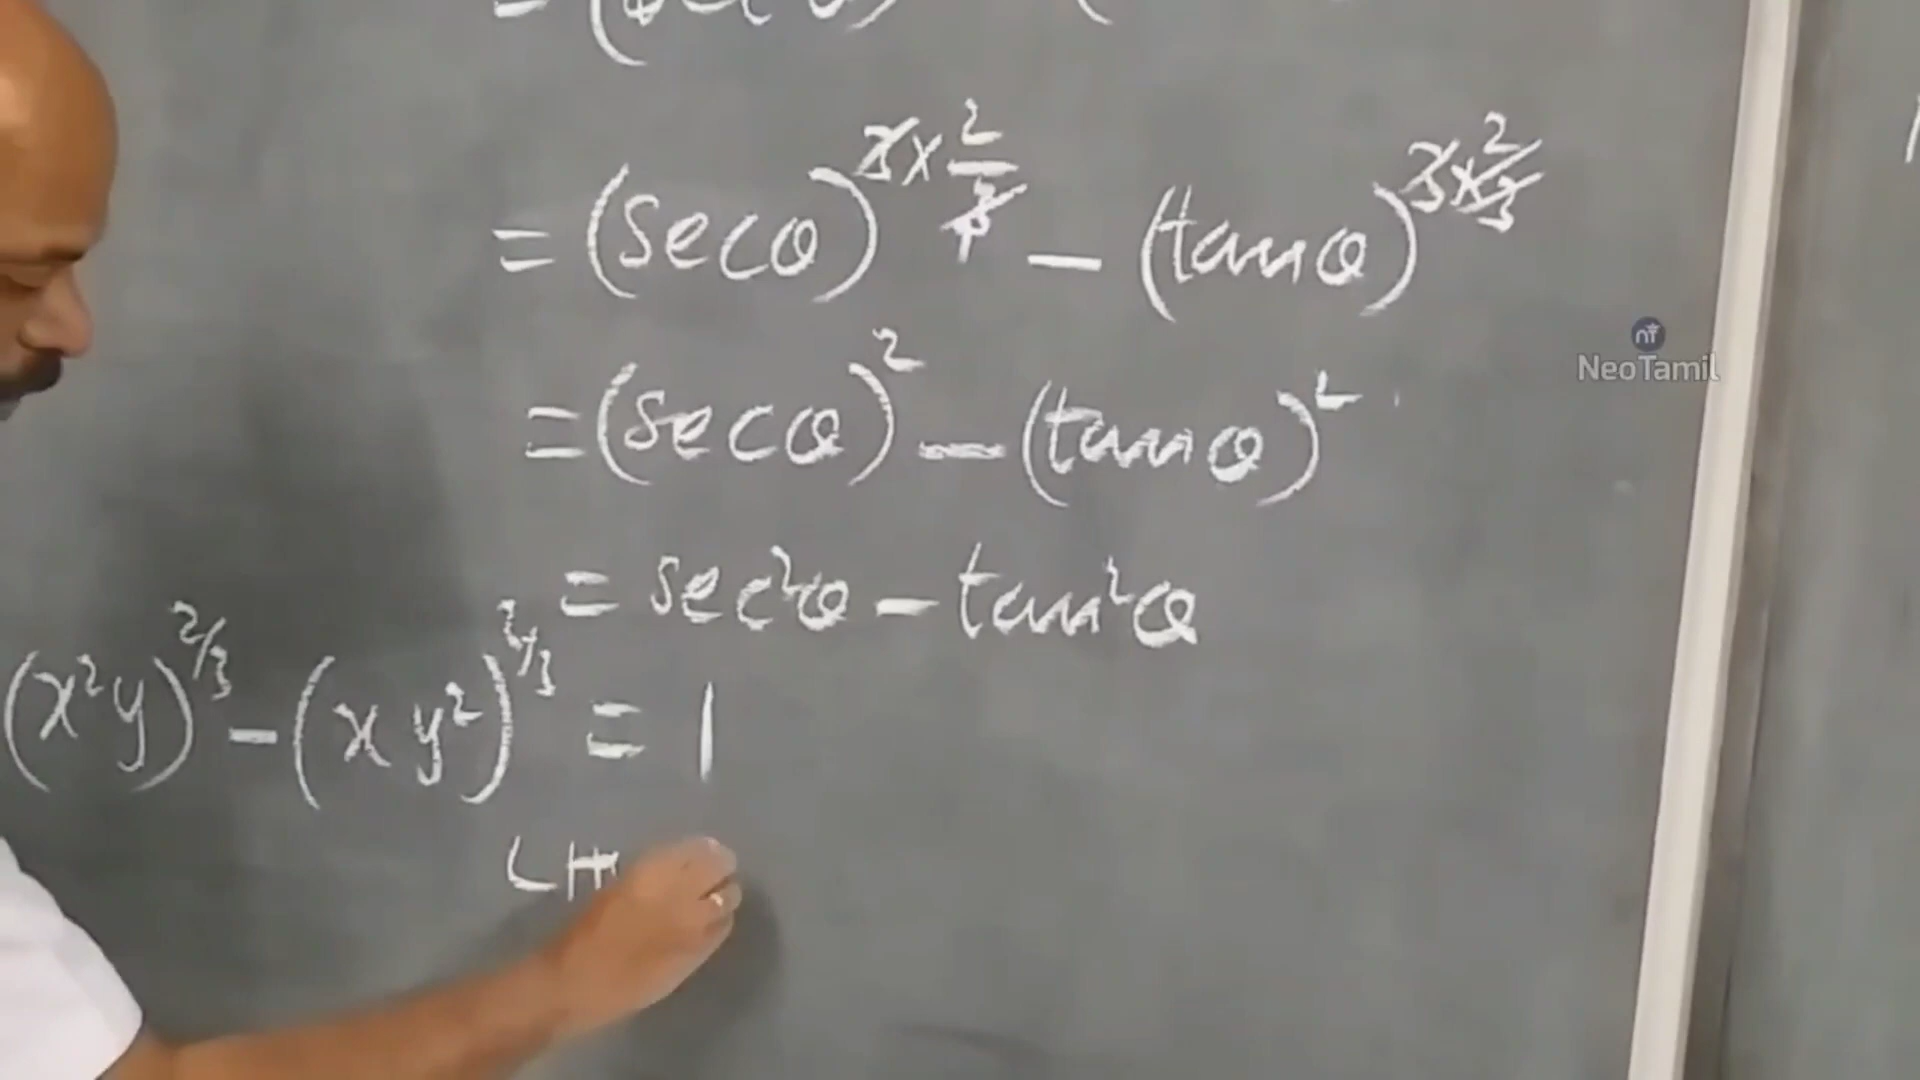 = (secθ)^{3×2/3} - (tanθ)^{3×2/3}
= (secθ)² - (tanθ)²
= sec²θ - tan²θ
(x²y)^{2/3} - (xy²)^{2/3} = 1
LH
NeoTamil